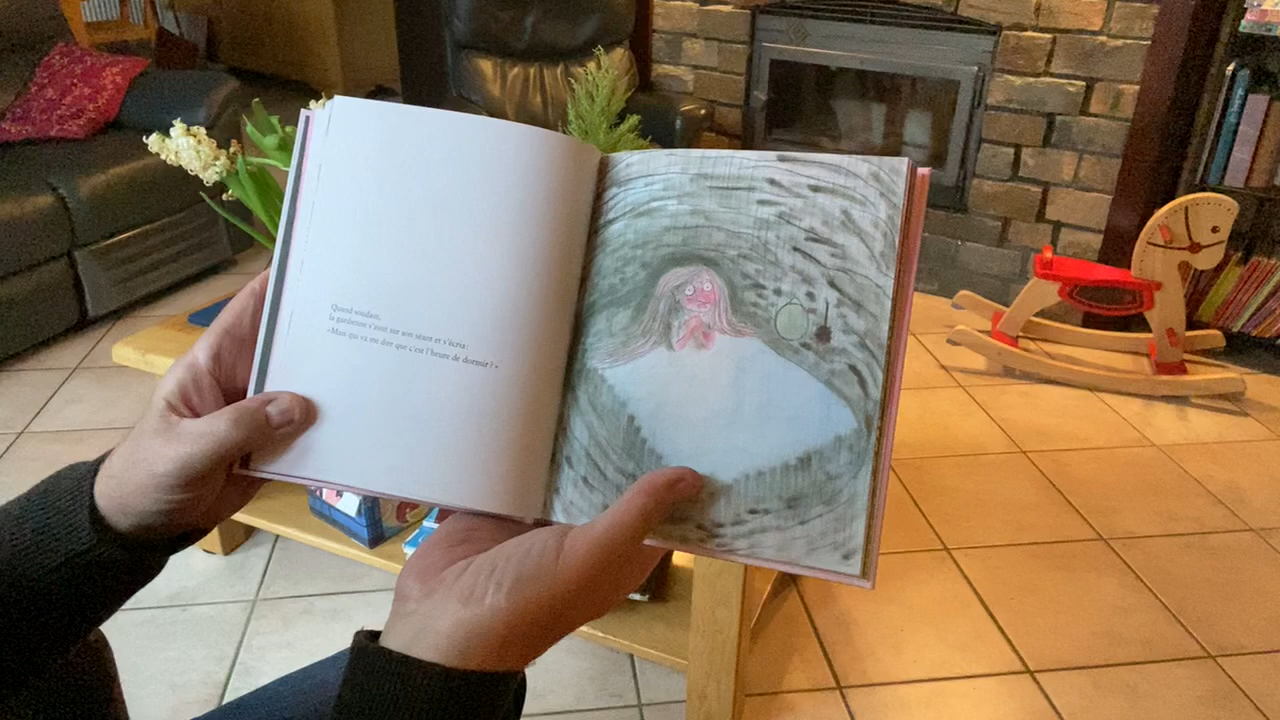 Quand soudain,
la gardienne s'assit sur son séant et s'écria :
« Mais qui va me dire que c'est l'heure de dormir ? »